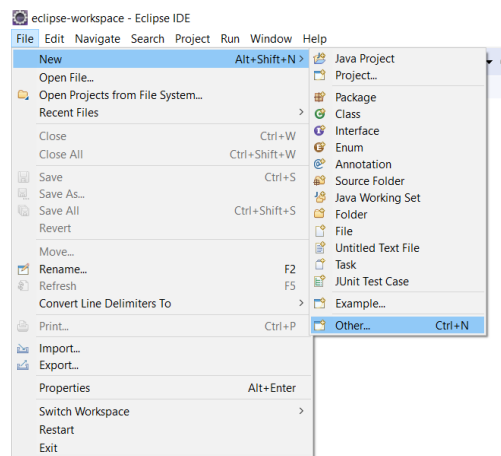 eclipse-workspace - Eclipse IDE
File Edit Navigate Search Project Run Window Help
New Alt+Shift+N >
Open File...
Open Projects from File System...
Recent Files >
Close Ctrl+W
Close All Ctrl+Shift+W
Save Ctrl+S
Save As...
Save All Ctrl+Shift+S
Revert
Move...
Rename... F2
Refresh F5
Convert Line Delimiters To >
Print... Ctrl+P
Import...
Export...
Properties Alt+Enter
Switch Workspace >
Restart
Exit
Java Project
Project...
Package
Class
Interface
Enum
Annotation
Source Folder
Java Working Set
Folder
File
Untitled Text File
Task
JUnit Test Case
Example...
Other... Ctrl+N